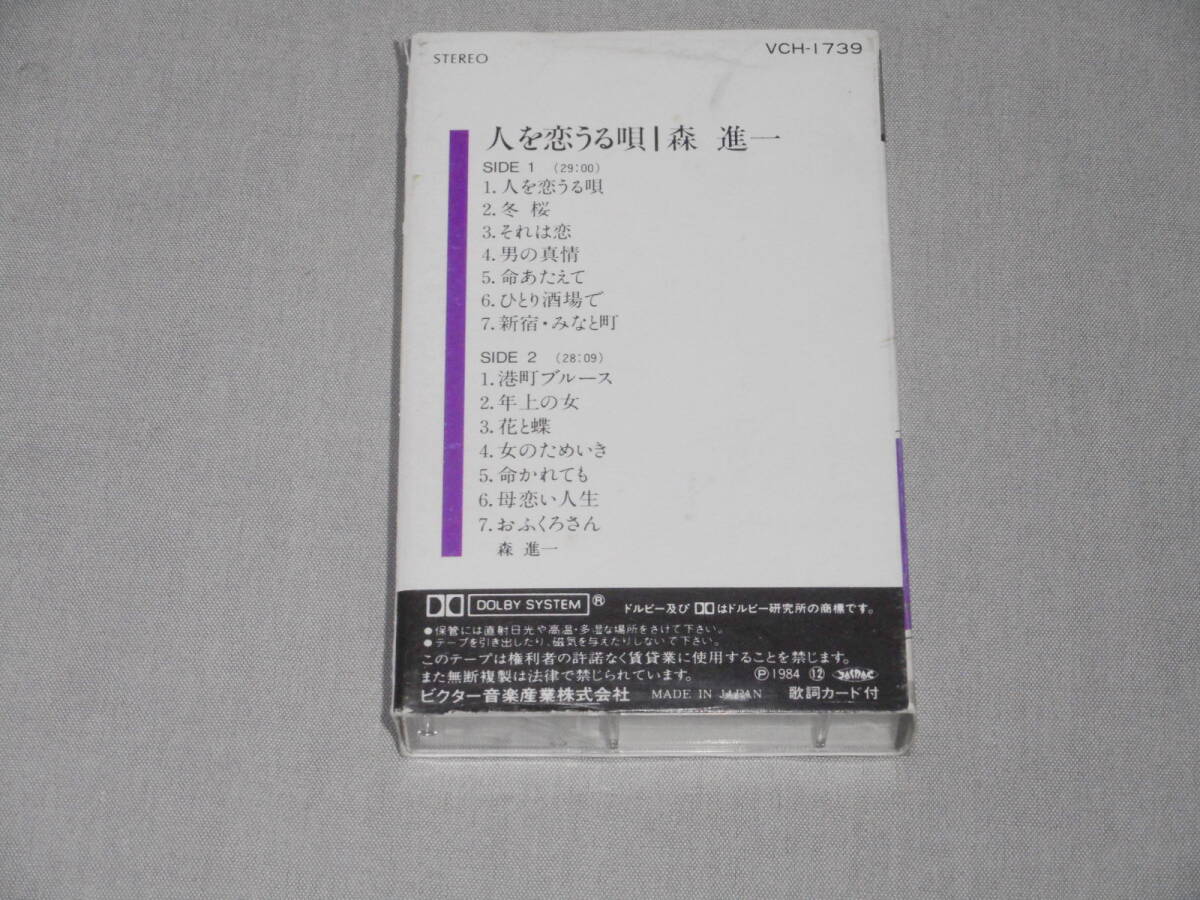 STEREO
VCH-1739
人を恋うる唄 | 森 進一
SIDE 1 (29:00)
1. 人を恋うる唄
2. 冬 桜
3. それは恋
4. 男の真情
5. 命あたえて
6. ひとり酒場で
7. 新宿・みなと町
SIDE 2 (28:09)
1. 港町ブルース
2. 年上の女
3. 花と蝶
4. 女のためいき
5. 命かれても
6. 母恋い人生
7. おふくろさん
森 進一
DOLBY SYSTEM ® ドルビー及び はドルビー研究所の商標です。
●保管には直射日光や高温・多湿な場所をさけて下さい。
●テープを引き出したり、磁気を与えたりしないで下さい。
このテープは権利者の許諾なく賃貸業に使用することを禁じます。
また無断複製は法律で禁じられています。 Ⓟ1984 ⑫ JASRAC
ビクター音楽産業株式会社 MADE IN JAPAN 歌詞カード付